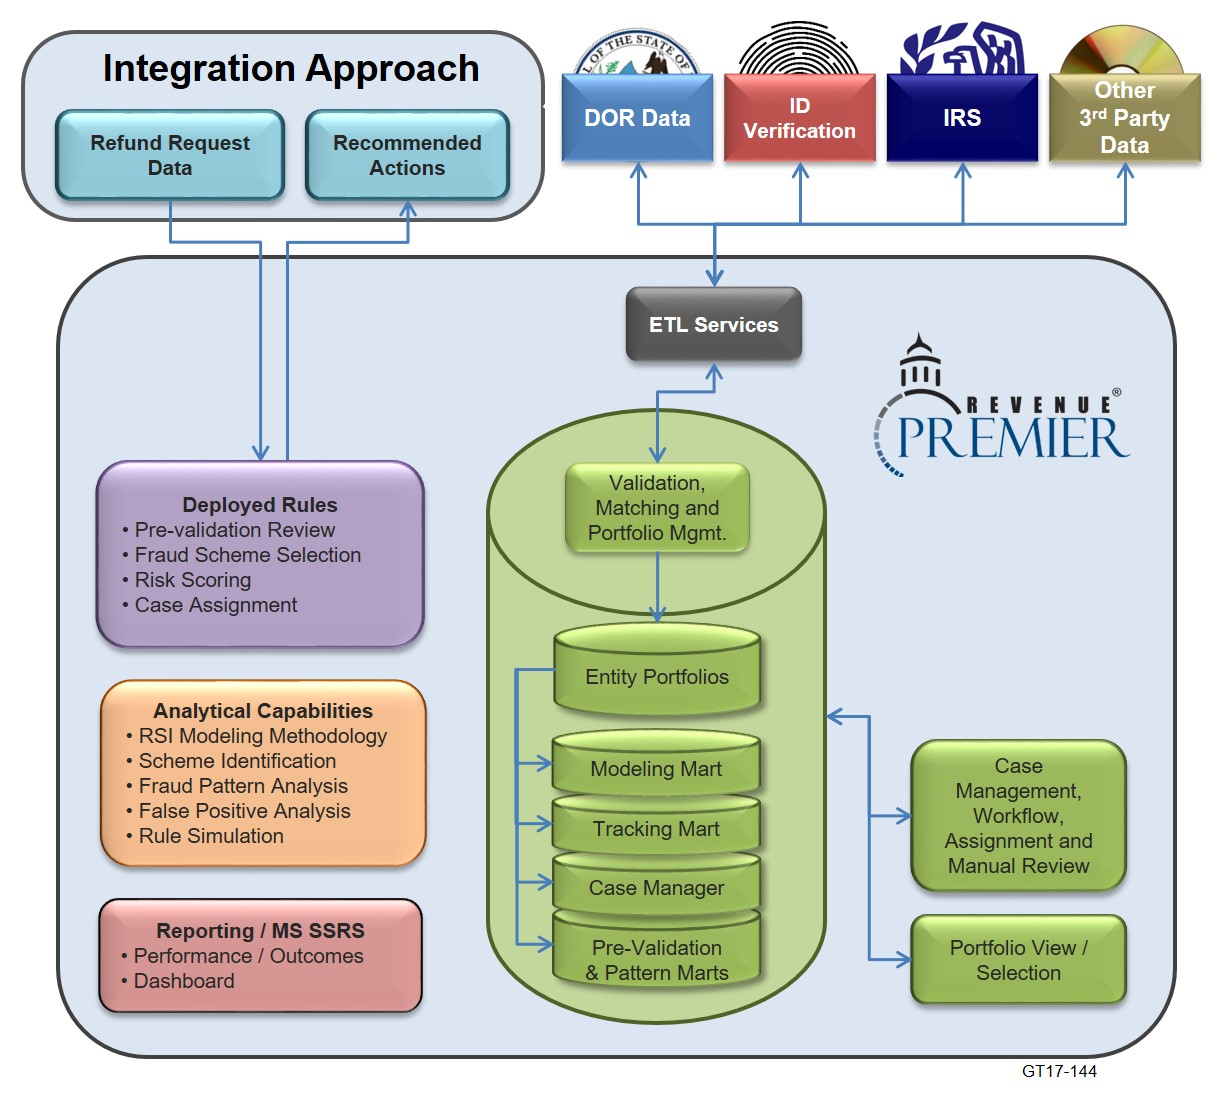 Integration Approach
Refund Request
Data
Recommended
Actions
L OF THE STATE OF
DOR Data
ID
Verification
IRS
Other
3rd Party
Data
ETL Services
REVENUE®
PREMIER
Validation,
Matching and
Portfolio Mgmt.
Deployed Rules
• Pre-validation Review
• Fraud Scheme Selection
• Risk Scoring
• Case Assignment
Entity Portfolios
Modeling Mart
Tracking Mart
Case Manager
Pre-Validation
& Pattern Marts
Analytical Capabilities
• RSI Modeling Methodology
• Scheme Identification
• Fraud Pattern Analysis
• False Positive Analysis
• Rule Simulation
Case
Management,
Workflow,
Assignment and
Manual Review
Reporting / MS SSRS
• Performance / Outcomes
• Dashboard
Portfolio View /
Selection
GT17-144